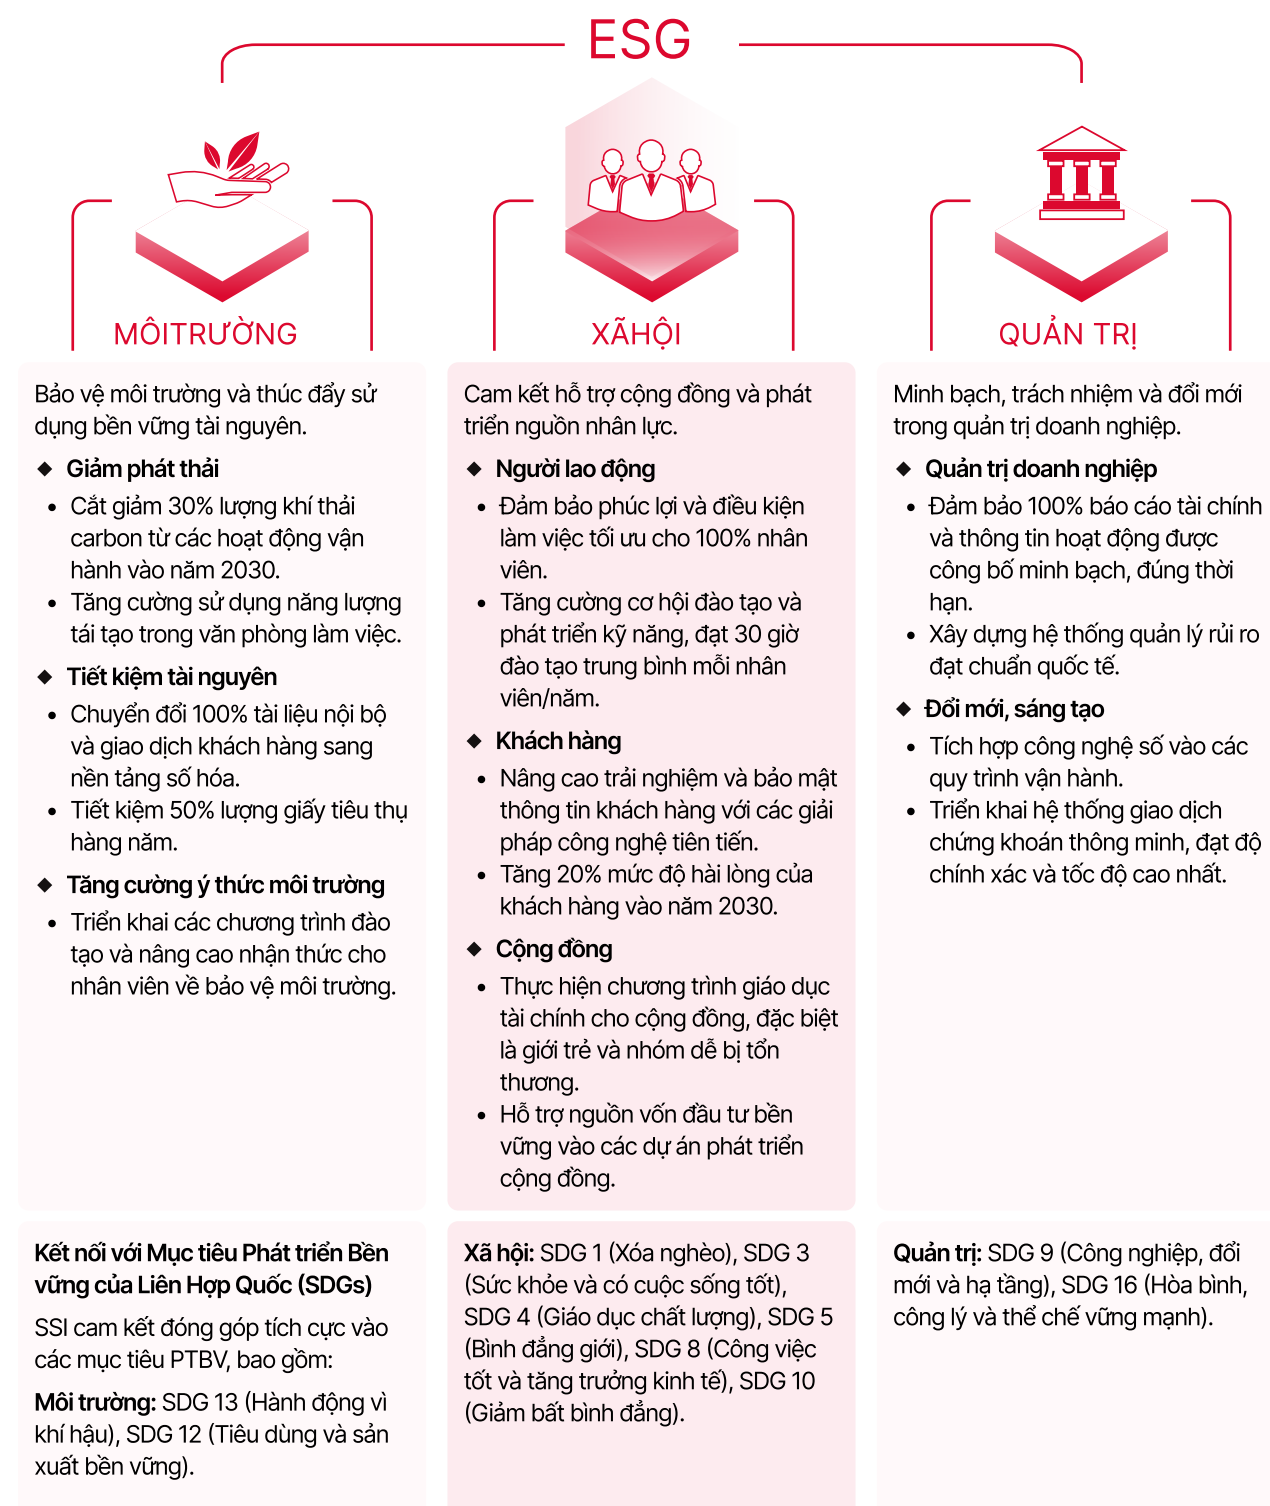 ESG
MÔITRƯỜNG
Bảo vệ môi trường và thúc đẩy sử
dụng bền vững tài nguyên.
◆ Giảm phát thải
• Cắt giảm 30% lượng khí thải
carbon từ các hoạt động vận
hành vào năm 2030.
• Tăng cường sử dụng năng lượng
tái tạo trong văn phòng làm việc.
◆ Tiết kiệm tài nguyên
• Chuyển đổi 100% tài liệu nội bộ
và giao dịch khách hàng sang
nền tảng số hóa.
• Tiết kiệm 50% lượng giấy tiêu thụ
hàng năm.
◆ Tăng cường ý thức môi trường
• Triển khai các chương trình đào
tạo và nâng cao nhận thức cho
nhân viên về bảo vệ môi trường.
XÃHỘI
Cam kết hỗ trợ cộng đồng và phát
triển nguồn nhân lực.
◆ Người lao động
• Đảm bảo phúc lợi và điều kiện
làm việc tối ưu cho 100% nhân
viên.
• Tăng cường cơ hội đào tạo và
phát triển kỹ năng, đạt 30 giờ
đào tạo trung bình mỗi nhân
viên/năm.
◆ Khách hàng
• Nâng cao trải nghiệm và bảo mật
thông tin khách hàng với các giải
pháp công nghệ tiên tiến.
• Tăng 20% mức độ hài lòng của
khách hàng vào năm 2030.
◆ Cộng đồng
• Thực hiện chương trình giáo dục
tài chính cho cộng đồng, đặc biệt
là giới trẻ và nhóm dễ bị tổn
thương.
• Hỗ trợ nguồn vốn đầu tư bền
vững vào các dự án phát triển
cộng đồng.
QUẢN TRỊ
Minh bạch, trách nhiệm và đổi mới
trong quản trị doanh nghiệp.
◆ Quản trị doanh nghiệp
• Đảm bảo 100% báo cáo tài chính
và thông tin hoạt động được
công bố minh bạch, đúng thời
hạn.
• Xây dựng hệ thống quản lý rủi ro
đạt chuẩn quốc tế.
◆ Đổi mới, sáng tạo
• Tích hợp công nghệ số vào các
quy trình vận hành.
• Triển khai hệ thống giao dịch
chứng khoán thông minh, đạt độ
chính xác và tốc độ cao nhất.
Kết nối với Mục tiêu Phát triển Bền
vững của Liên Hợp Quốc (SDGs)
SSI cam kết đóng góp tích cực vào
các mục tiêu PTBV, bao gồm:
Môi trường: SDG 13 (Hành động vì
khí hậu), SDG 12 (Tiêu dùng và sản
xuất bền vững).
Xã hội: SDG 1 (Xóa nghèo), SDG 3
(Sức khỏe và có cuộc sống tốt),
SDG 4 (Giáo dục chất lượng), SDG 5
(Bình đẳng giới), SDG 8 (Công việc
tốt và tăng trưởng kinh tế), SDG 10
(Giảm bất bình đẳng).
Quản trị: SDG 9 (Công nghiệp, đổi
mới và hạ tầng), SDG 16 (Hòa bình,
công lý và thể chế vững mạnh).